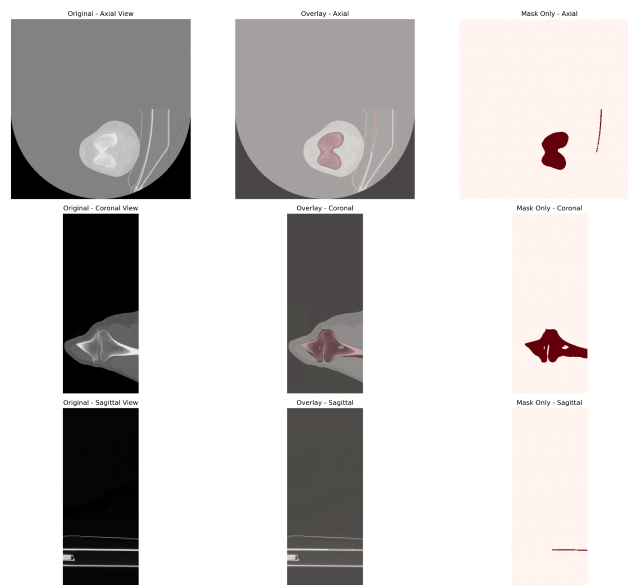 Original - Axial View
Overlay - Axial
Mask Only - Axial
Original - Coronal View
Overlay - Coronal
Mask Only - Coronal
Original - Sagittal View
Overlay - Sagittal
Mask Only - Sagittal